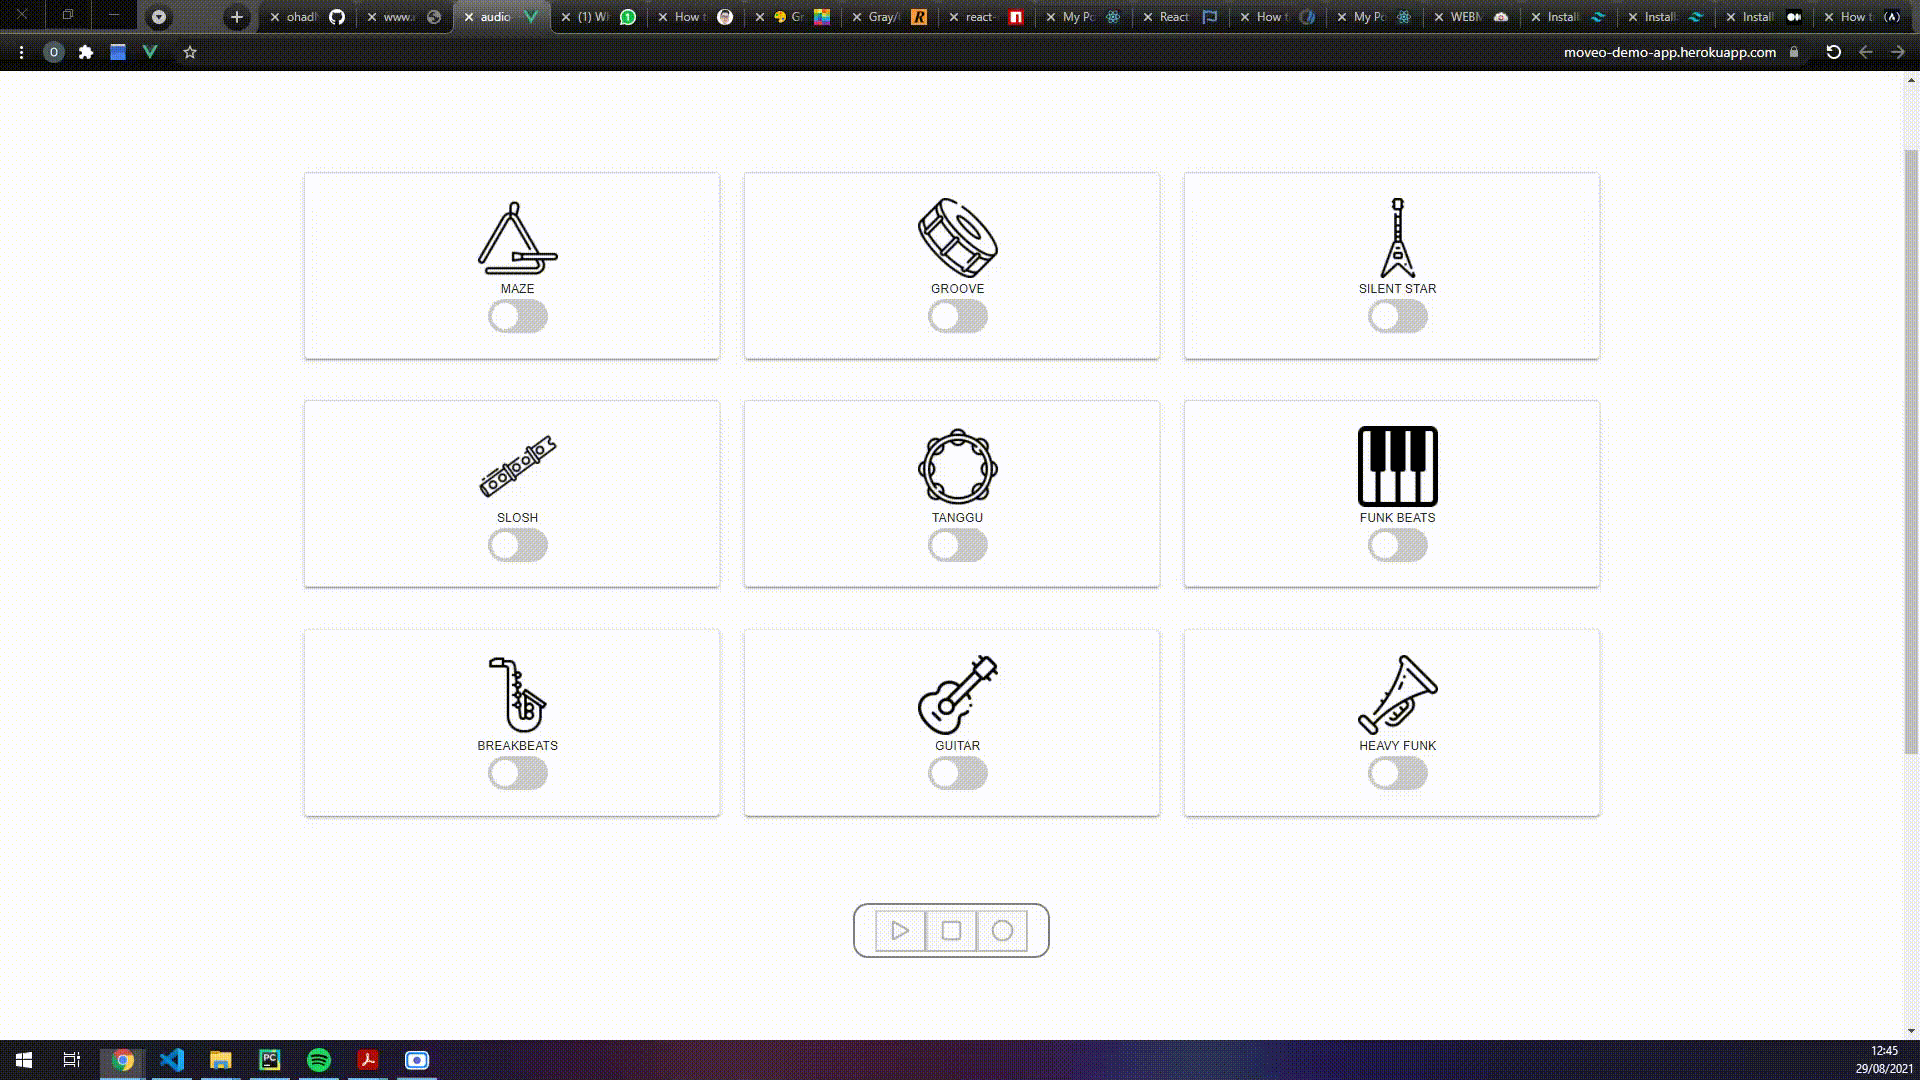 ohadl
www.
audio
(1) W
How t
Gr
Gray/
react-
My Po
React
How t
My Po
WEBM
Install
Install
Install
How t
moveo-demo-app.herokuapp.com
MAZE
GROOVE
SILENT STAR
SLOSH
TANGGU
FUNK BEATS
BREAKBEATS
GUITAR
HEAVY FUNK
12:45
29/08/2021